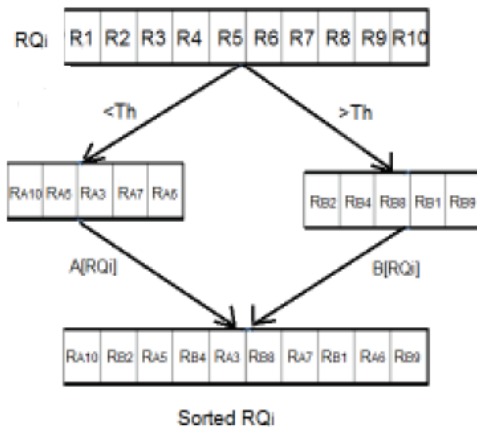 RQi R1 R2 R3 R4 R5 R6 R7 R8 R9 R10
<Th >Th
RA10 RA5 RA3 RA7 RA6
RB2 RB4 RB8 RB1 RB9
A[RQi] B[RQi]
RA10 RB2 RA5 RB4 RA3 RB8 RA7 RB1 RA6 RB9
Sorted RQi